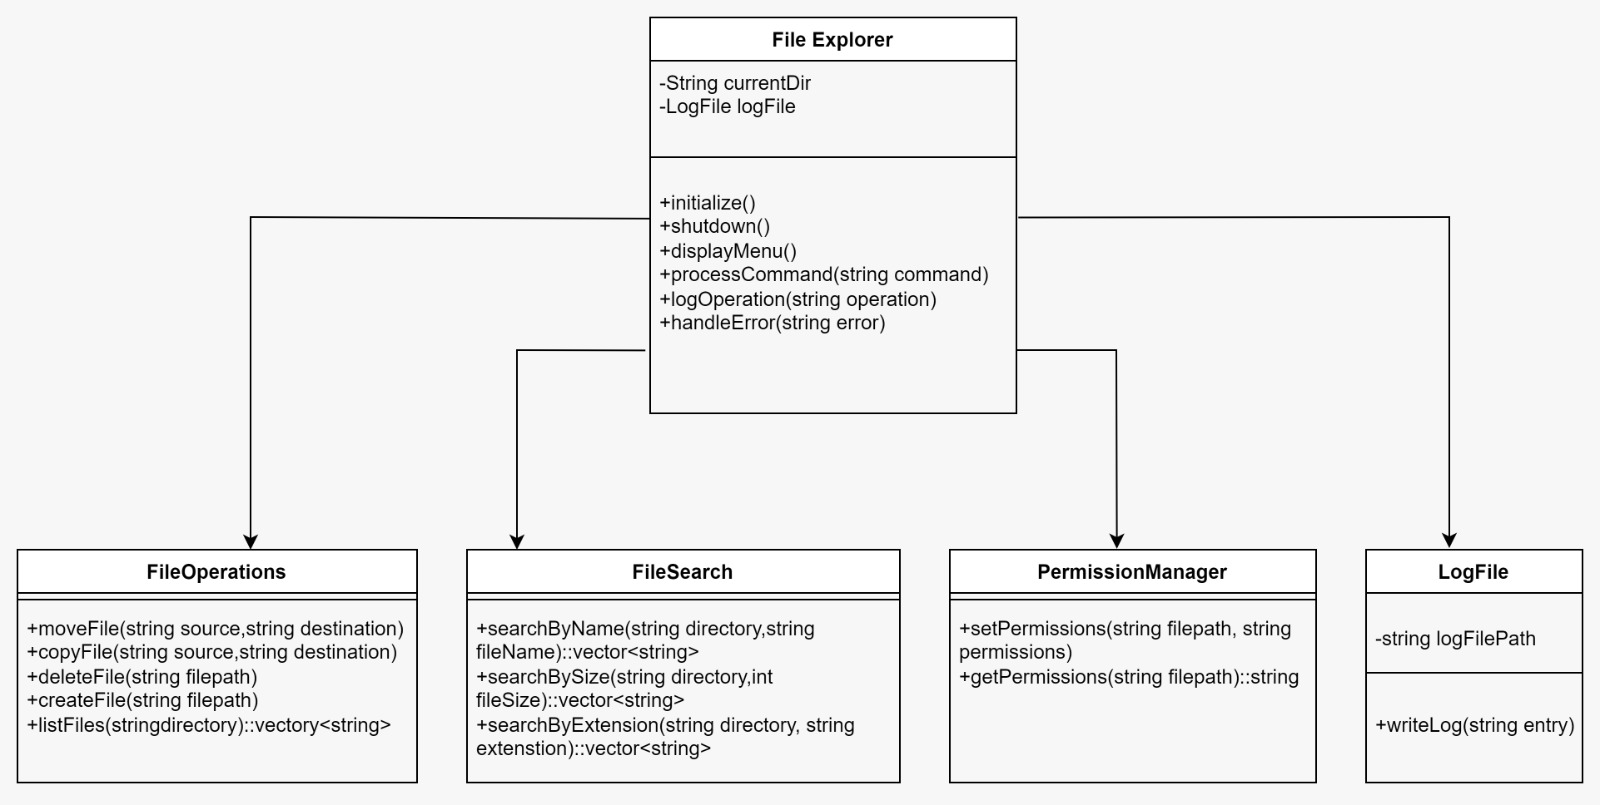 File Explorer
-String currentDir
-LogFile logFile
+initialize()
+shutdown()
+displayMenu()
+processCommand(string command)
+logOperation(string operation)
+handleError(string error)
FileOperations
+moveFile(string source,string destination)
+copyFile(string source,string destination)
+deleteFile(string filepath)
+createFile(string filepath)
+listFiles(stringdirectory)::vectory<string>
FileSearch
+searchByName(string directory,string
fileName)::vector<string>
+searchBySize(string directory,int
fileSize)::vector<string>
+searchByExtension(string directory, string
extenstion)::vector<string>
PermissionManager
+setPermissions(string filepath, string
permissions)
+getPermissions(string filepath)::string
LogFile
-string logFilePath
+writeLog(string entry)